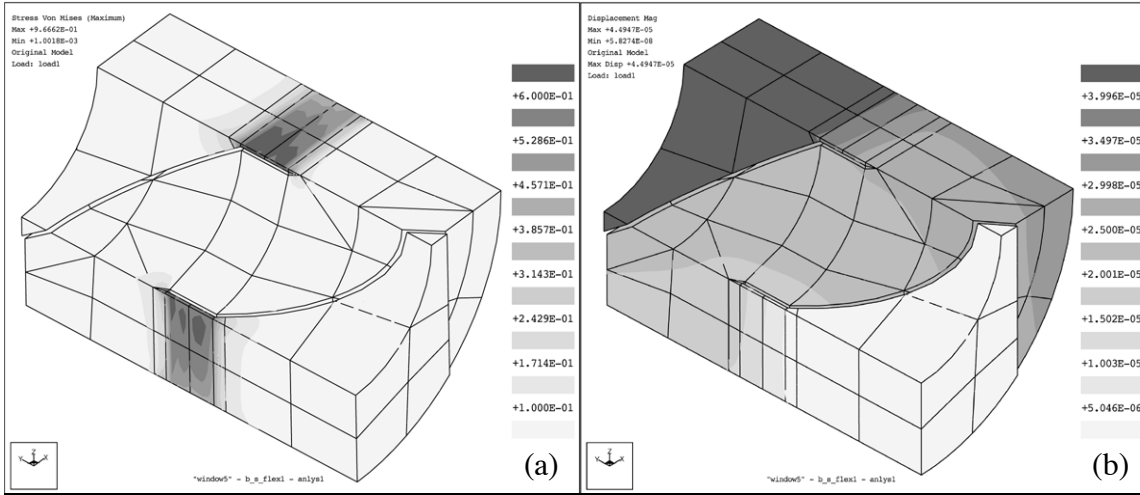 Stress Von Mises (Maximum)
Max +9.6662E-01
Min +1.0018E-03
Original Model
Load: load1
+6.000E-01
+5.286E-01
+4.571E-01
+3.857E-01
+3.143E-01
+2.429E-01
+1.714E-01
+1.000E-01
Z
Y X
"window5" - b_s_flex1 - anlys1
(a)
Displacement Mag
Max +4.4947E-05
Min +5.8274E-08
Original Model
Max Disp +4.4947E-05
Load: load1
+3.996E-05
+3.497E-05
+2.998E-05
+2.500E-05
+2.001E-05
+1.502E-05
+1.003E-05
+5.046E-06
Z
Y X
"window5" - b_s_flex1 - anlys1
(b)